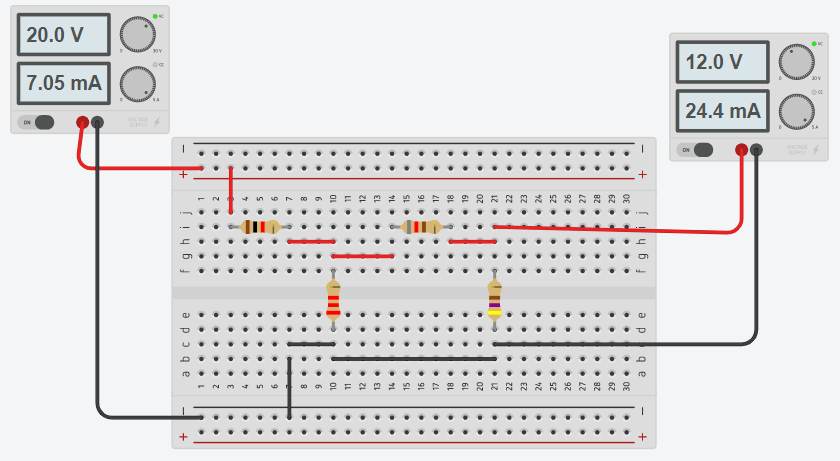 20.0 V
7.05 mA
0 30 V
0 5 A
ON
VOLTAGE
SUPPLY
12.0 V
24.4 mA
0 30 V
0 5 A
ON
VOLTAGE
SUPPLY
− −
+ +
1 2 3 4 5 6 7 8 9 10 11 12 13 14 15 16 17 18 19 20 21 22 23 24 25 26 27 28 29 30
j j
i i
h h
g g
f f
e e
d d
c c
b b
a a
1 2 3 4 5 6 7 8 9 10 11 12 13 14 15 16 17 18 19 20 21 22 23 24 25 26 27 28 29 30
− −
+ +